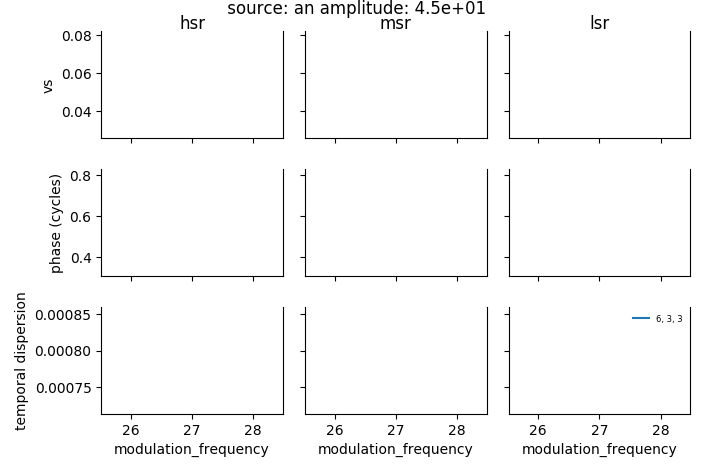 source: an amplitude: 4.5e+01
hsr msr lsr
0.08
0.06
0.04
vs
0.8
0.6
0.4
phase (cycles)
0.00085
0.00080
0.00075
temporal dispersion
6, 3, 3
26 27 28 26 27 28 26 27 28
modulation_frequency modulation_frequency modulation_frequency